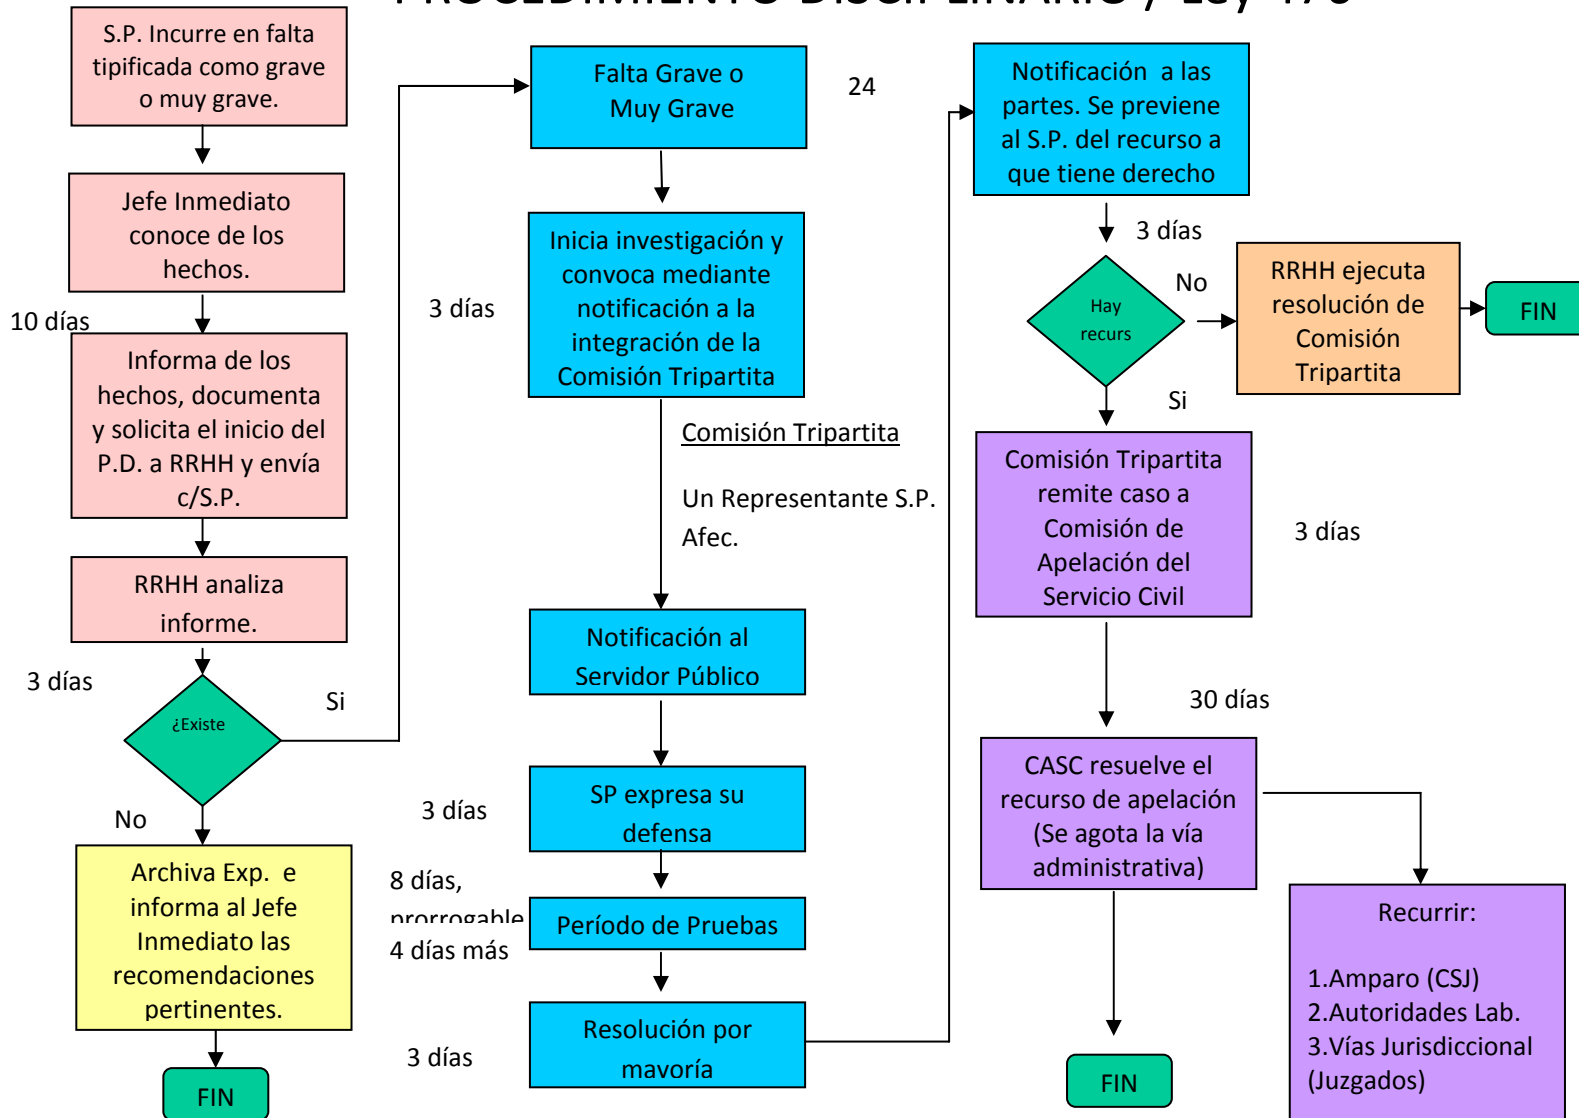 PROCEDIMIENTO DISCIPLINARIO / Ley 476
S.P. Incurre en falta
tipificada como grave
o muy grave.
Jefe Inmediato
conoce de los
hechos.
10 días
Informa de los
hechos, documenta
y solicita el inicio del
P.D. a RRHH y envía
c/S.P.
RRHH analiza
informe.
3 días
¿Existe
Si
No
Archiva Exp. e
informa al Jefe
Inmediato las
recomendaciones
pertinentes.
FIN
Falta Grave o
Muy Grave
24
Inicia investigación y
convoca mediante
notificación a la
integración de la
Comisión Tripartita
3 días
Comisión Tripartita
Un Representante S.P.
Afec.
Notificación al
Servidor Público
SP expresa su
defensa
3 días
8 días,
prorrogable
4 días más
Período de Pruebas
Resolución por
mayoría
3 días
Notificación a las
partes. Se previene
al S.P. del recurso a
que tiene derecho
3 días
Hay
recurs
No
RRHH ejecuta
resolución de
Comisión
Tripartita
FIN
Si
Comisión Tripartita
remite caso a
Comisión de
Apelación del
Servicio Civil
3 días
30 días
CASC resuelve el
recurso de apelación
(Se agota la vía
administrativa)
FIN
Recurrir:
1.Amparo (CSJ)
2.Autoridades Lab.
3.Vías Jurisdiccional
(Juzgados)